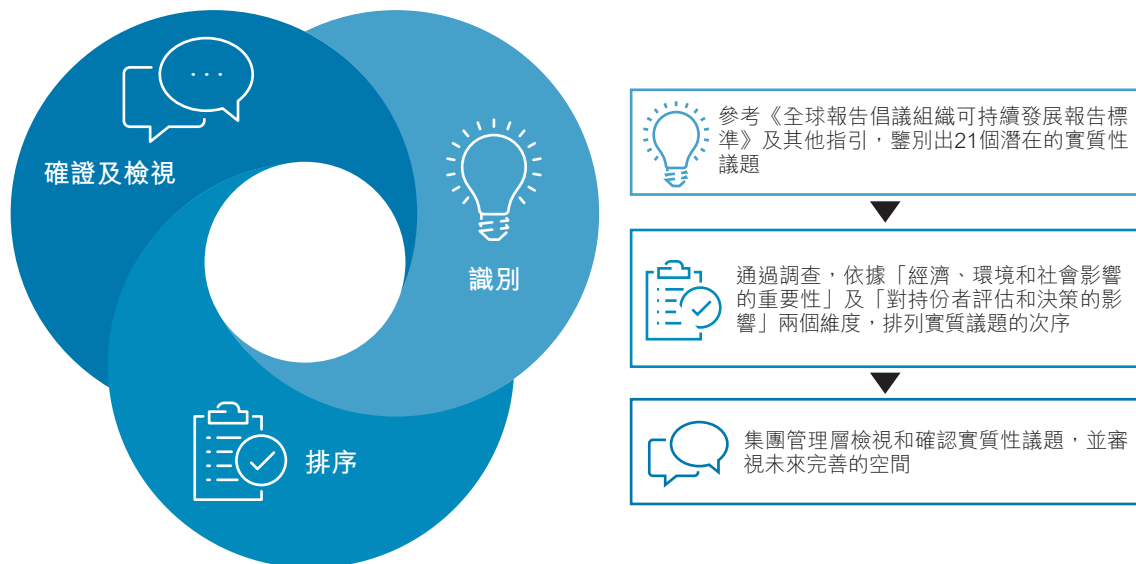 確證及檢視
識別
排序
參考《全球報告倡議組織可持續發展報告標
準》及其他指引，鑒別出21個潛在的實質性
議題
通過調查，依據「經濟、環境和社會影響
的重要性」及「對持份者評估和決策的影
響」兩個維度，排列實質議題的次序
集團管理層檢視和確認實質性議題，並審
視未來完善的空間